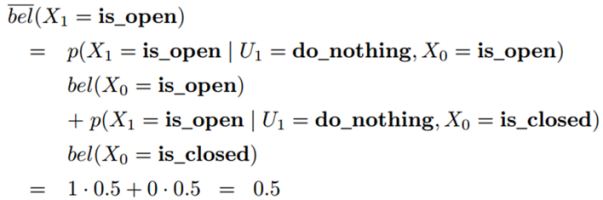 bel̅(X₁ = is_open)
= p(X₁ = is_open | U₁ = do_nothing, X₀ = is_open)
bel(X₀ = is_open)
+ p(X₁ = is_open | U₁ = do_nothing, X₀ = is_closed)
bel(X₀ = is_closed)
= 1 · 0.5 + 0 · 0.5 = 0.5